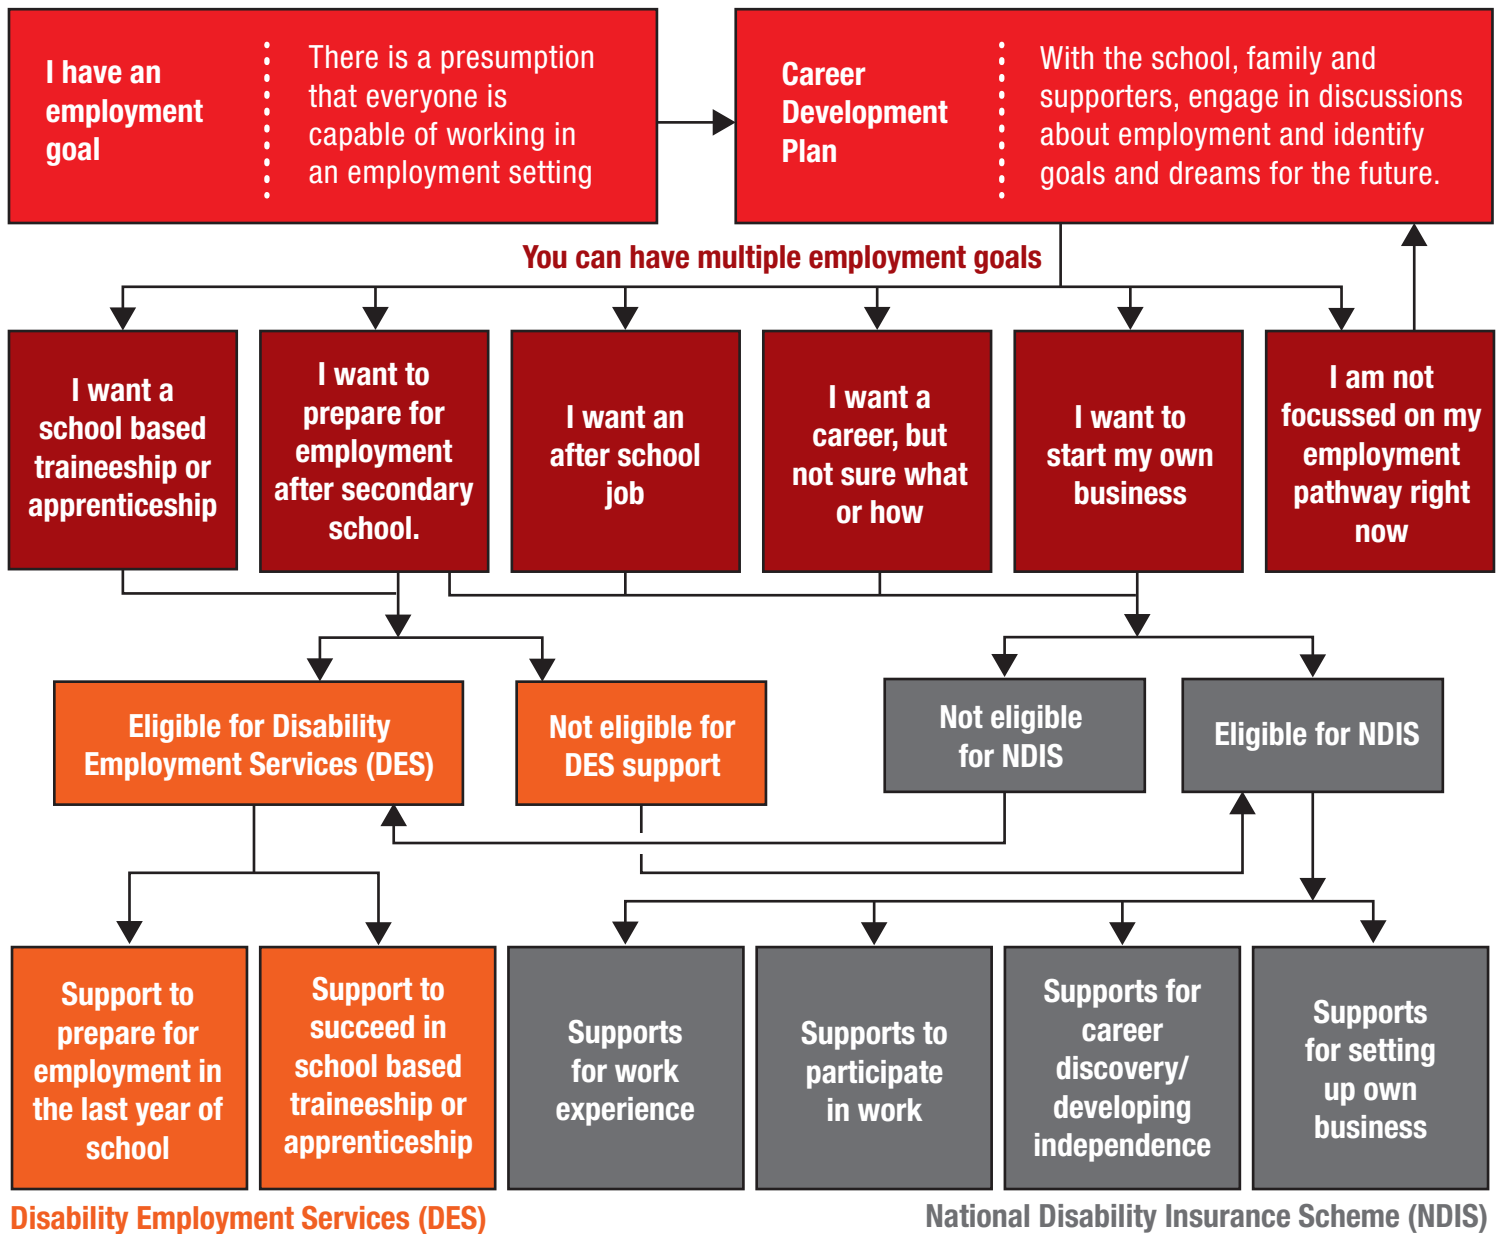 I have an
employment
goal
There is a presumption
that everyone is
capable of working in
an employment setting
Career
Development
Plan
With the school, family and
supporters, engage in discussions
about employment and identify
goals and dreams for the future.
You can have multiple employment goals
I want a
school based
traineeship or
apprenticeship
I want to
prepare for
employment
after secondary
school.
I want an
after school
job
I want a
career, but
not sure what
or how
I want to
start my own
business
I am not
focussed on my
employment
pathway right
now
Eligible for Disability
Employment Services (DES)
Not eligible for
DES support
Not eligible
for NDIS
Eligible for NDIS
Support to
prepare for
employment in
the last year of
school
Support to
succeed in
school based
traineeship or
apprenticeship
Supports
for work
experience
Supports to
participate
in work
Supports for
career
discovery/
developing
independence
Supports
for setting
up own
business
Disability Employment Services (DES)
National Disability Insurance Scheme (NDIS)